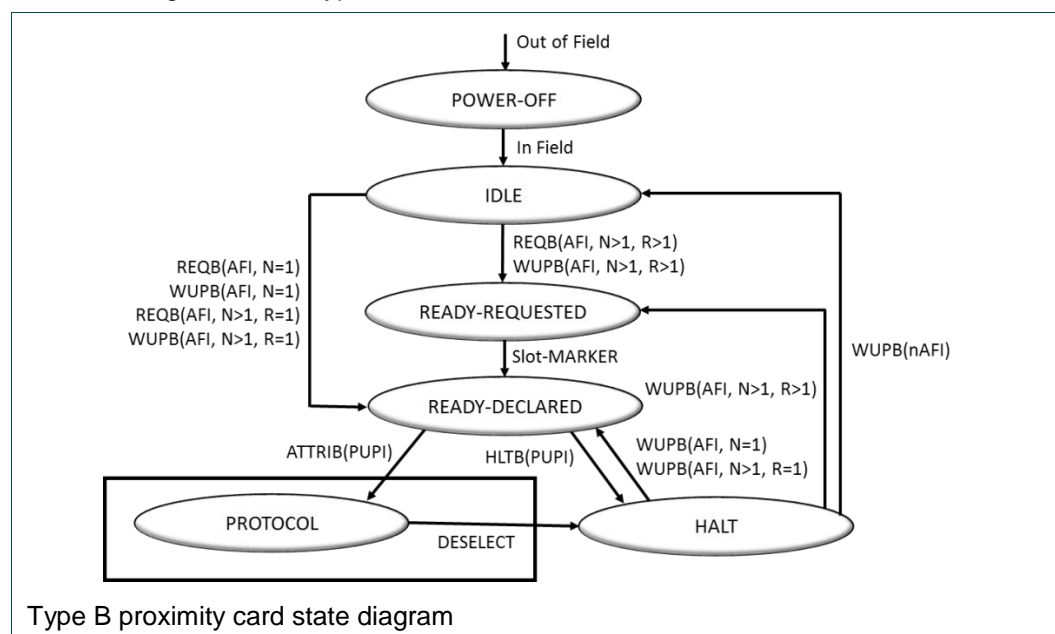 Out of Field
POWER-OFF
In Field
IDLE
REQB(AFI, N>1, R>1)
WUPB(AFI, N>1, R>1)
REQB(AFI, N=1)
WUPB(AFI, N=1)
REQB(AFI, N>1, R=1)
WUPB(AFI, N>1, R=1)
READY-REQUESTED
WUPB(nAFI)
Slot-MARKER
WUPB(AFI, N>1, R>1)
READY-DECLARED
ATTRIB(PUPI)
HLTB(PUPI)
WUPB(AFI, N=1)
WUPB(AFI, N>1, R=1)
PROTOCOL
DESELECT
HALT
Type B proximity card state diagram